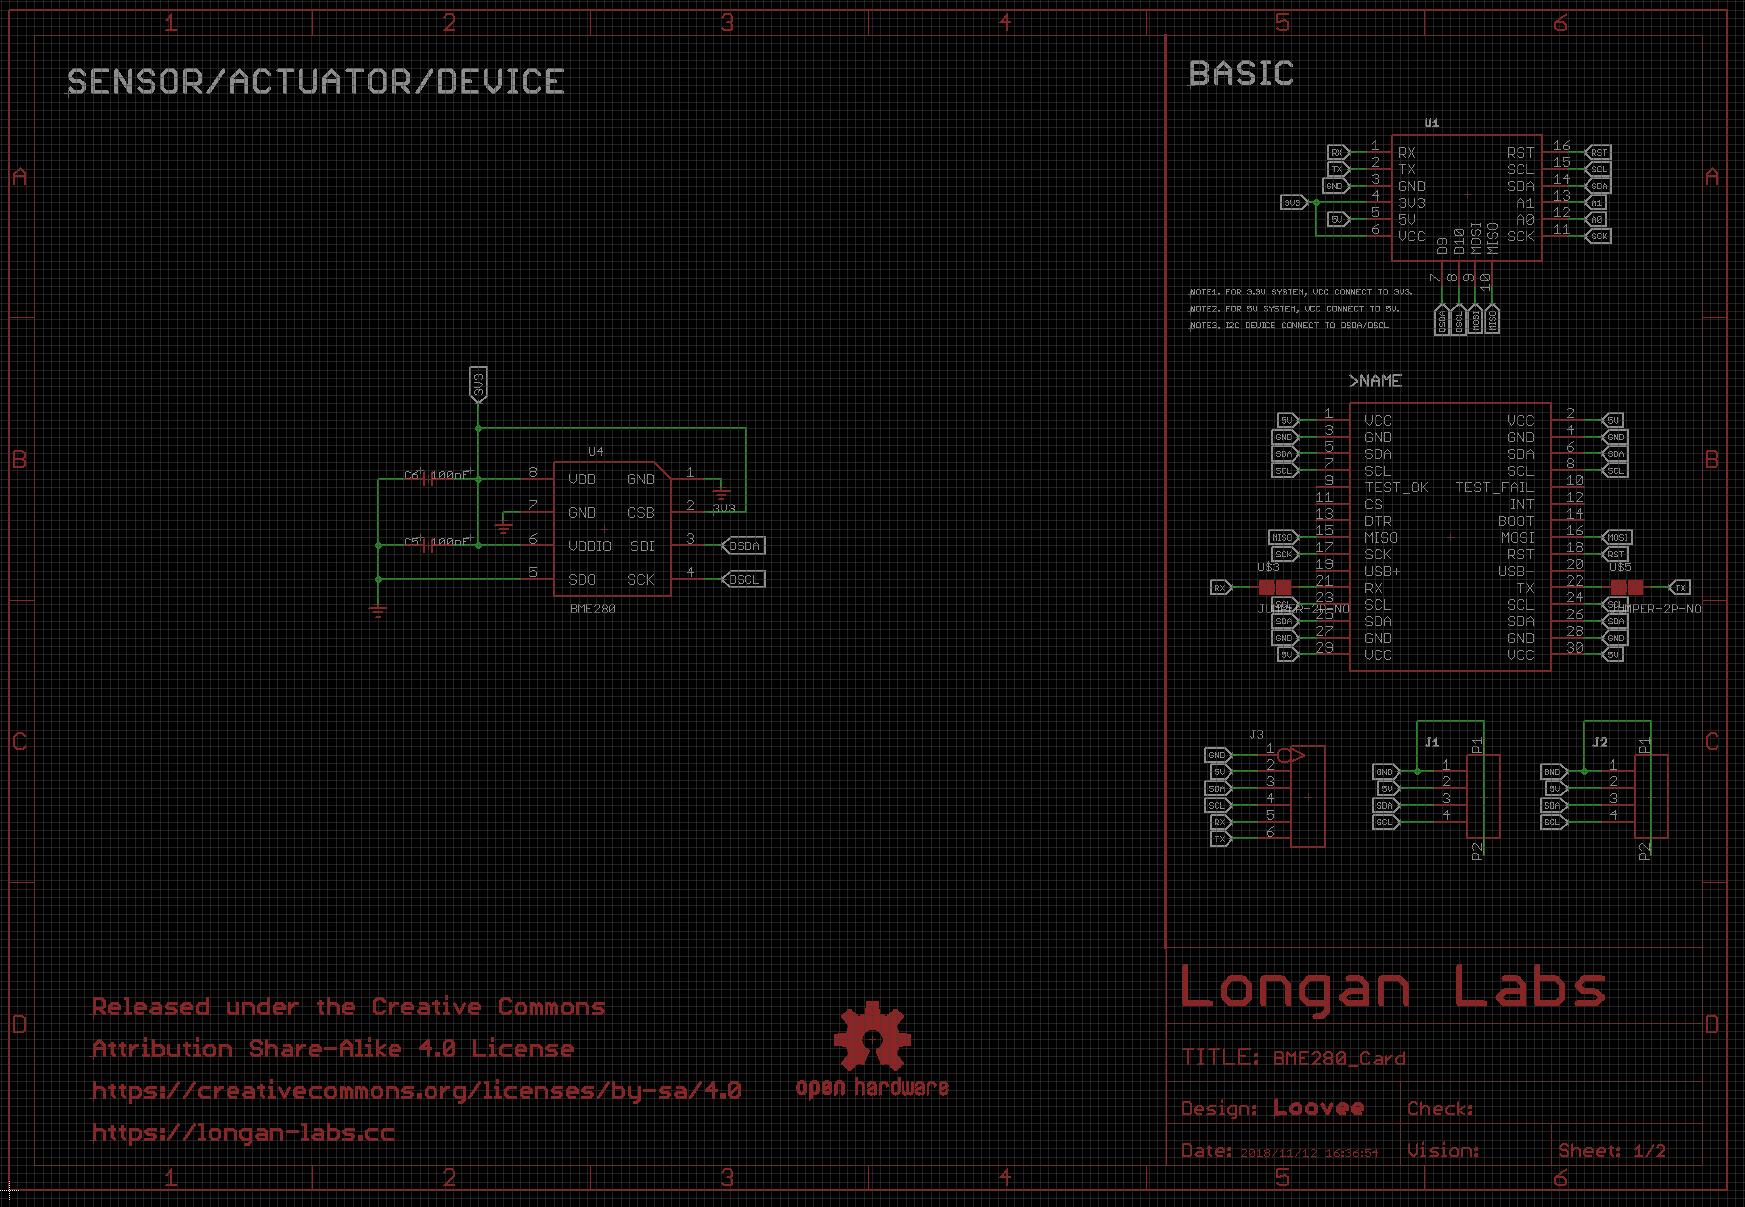 1 2 3 4 5 6
SENSOR/ACTUATOR/DEVICE
BASIC
A
A
U1
RX 1 RX RST 16 RST
TX 2 TX SCL 15 SCL
GND 3 GND SDA 14 SDA
3V3 4 3V3 A1 13 A1
5V 5 5V A0 12 A0
6 VCC SCK 11 SCK
D9 D10 MOSI MISO
7 8 9 10
DSDA DSCL MOSI MISO
NOTE1. FOR 3.3V SYSTEM, VCC CONNECT TO 3V3.
NOTE2. FOR 5V SYSTEM, VCC CONNECT TO 5V.
NOTE3. I2C DEVICE CONNECT TO DSDA/DSCL
3V3
B
B
U4
C6 100nF 8 VDD GND 1
7 GND CSB 2 3V3
C5 100nF 6 VDDIO SDI 3 DSDA
5 SDO SCK 4 DSCL
BME280
>NAME
5V 1 VCC VCC 2 5V
GND 3 GND GND 4 GND
SDA 5 SDA SDA 6 SDA
SCL 7 SCL SCL 8 SCL
9 TEST_OK TEST_FAIL 10
11 CS INT 12
13 DTR BOOT 14
MISO 15 MISO MOSI 16 MOSI
SCK 17 SCK RST 18 RST
U$3 19 USB+ USB- 20 U$5
RX 21 RX TX 22 TX
SCL 23 SCL SCL 24 SCL
JUMPER-2P-NO JUMPER-2P-NO
SDA 25 SDA SDA 26 SDA
GND 27 GND GND 28 GND
5V 29 VCC VCC 30 5V
C
C
J3
GND 1
5V 2
SDA 3
SCL 4
RX 5
TX 6
J1 P1
GND 1
5V 2
SDA 3
SCL 4
P2
J2 P1
GND 1
5V 2
SDA 3
SCL 4
P2
D
D
Released under the Creative Commons
Attribution Share-Alike 4.0 License
https://creativecommons.org/licenses/by-sa/4.0
https://longan-labs.cc
open hardware
Longan Labs
TITLE: BME280_Card
Design: Loovee Check:
Date: 2018/11/12 16:36:54 Vision: Sheet: 1/2
1 2 3 4 5 6